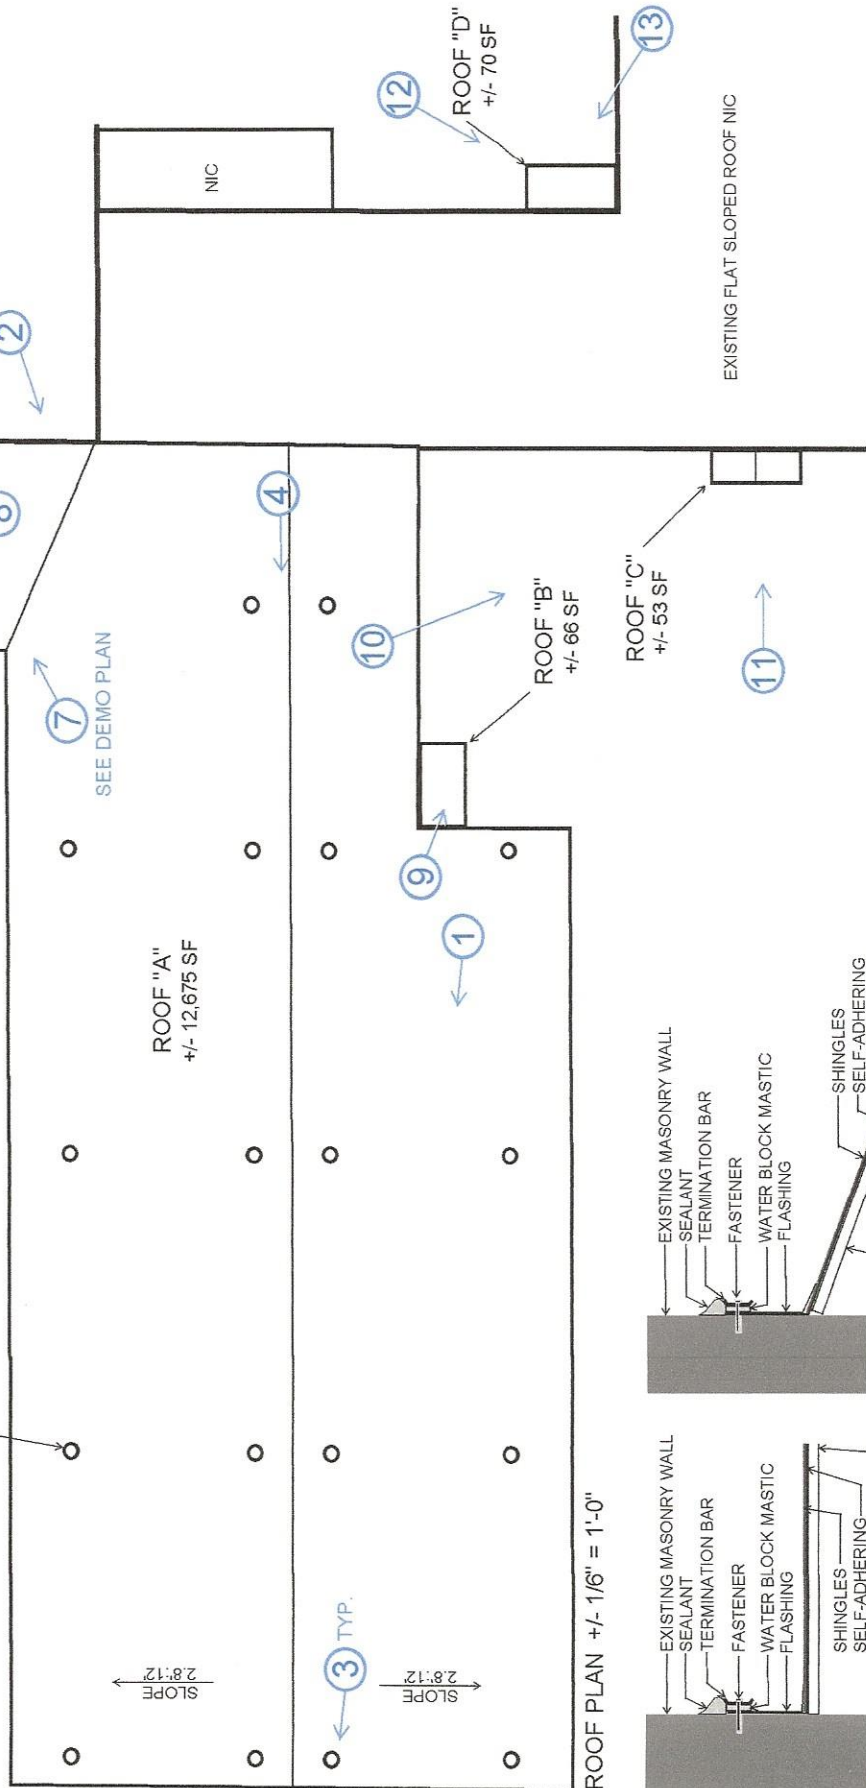 2
8
NIC
12
ROOF "D"
+/- 70 SF
13
4
7
SEE DEMO PLAN
10
ROOF "B"
+/- 66 SF
ROOF "C"
+/- 53 SF
11
EXISTING FLAT SLOPED ROOF NIC
9
1
ROOF "A"
+/- 12,675 SF
SLOPE
2.8':12'
3 TYP.
SLOPE
2.8':12'
ROOF PLAN +/- 1/6" = 1'-0"
EXISTING MASONRY WALL
SEALANT
TERMINATION BAR
FASTENER
WATER BLOCK MASTIC
FLASHING
SHINGLES
SELF-ADHERING
EXISTING MASONRY WALL
SEALANT
TERMINATION BAR
FASTENER
WATER BLOCK MASTIC
FLASHING
SHINGLES
SELF-ADHERING